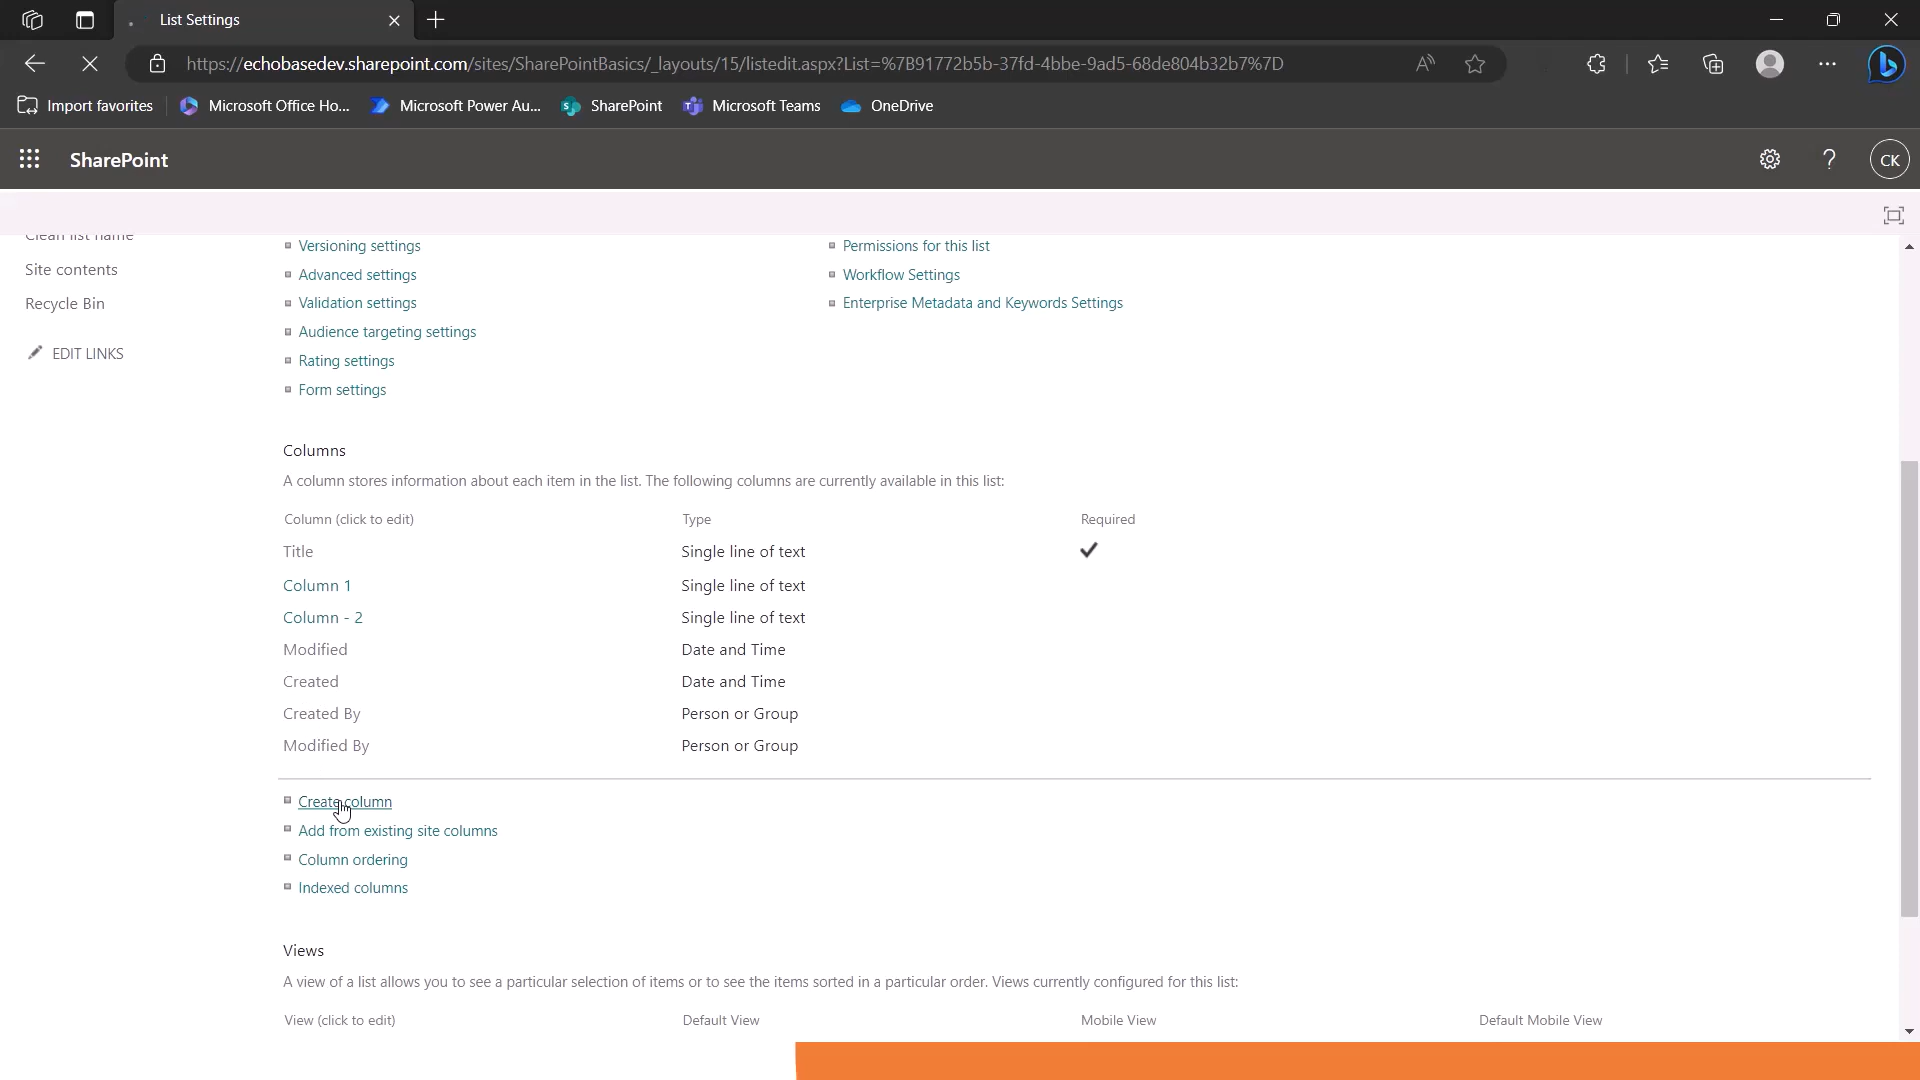 List Settings
https://echobasedev.sharepoint.com/sites/SharePointBasics/_layouts/15/listedit.aspx?List=%7B91772b5b-37fd-4bbe-9ad5-68de804b32b7%7D
Import favorites Microsoft Office Ho... Microsoft Power Au... SharePoint Microsoft Teams OneDrive
SharePoint
CK
Clean list name
Site contents
Recycle Bin
EDIT LINKS
Versioning settings
Advanced settings
Validation settings
Audience targeting settings
Rating settings
Form settings
Permissions for this list
Workflow Settings
Enterprise Metadata and Keywords Settings
Columns
A column stores information about each item in the list. The following columns are currently available in this list:
Column (click to edit) Type Required
Title Single line of text
Column 1 Single line of text
Column - 2 Single line of text
Modified Date and Time
Created Date and Time
Created By Person or Group
Modified By Person or Group
Create column
Add from existing site columns
Column ordering
Indexed columns
Views
A view of a list allows you to see a particular selection of items or to see the items sorted in a particular order. Views currently configured for this list:
View (click to edit) Default View Mobile View Default Mobile View